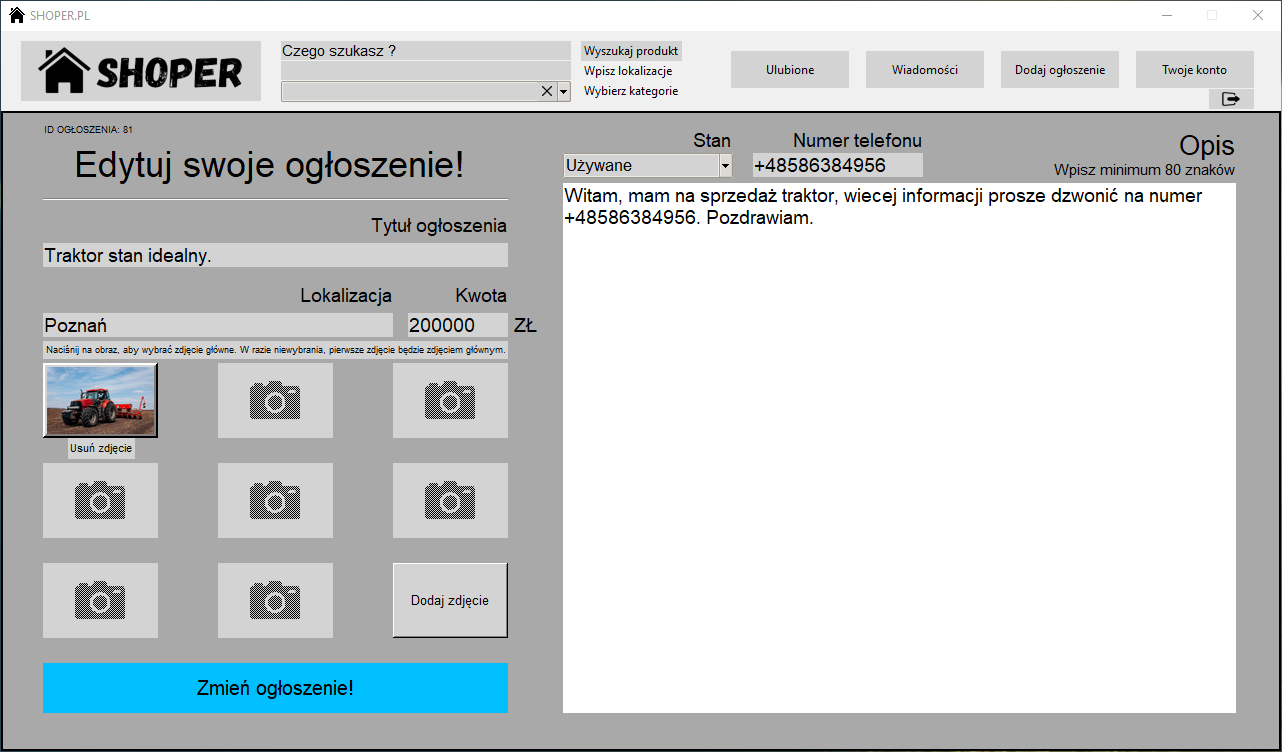 SHOPER.PL
SHOPER
Czego szukasz ?
Wyszukaj produkt
Wpisz lokalizacje
Wybierz kategorie
Ulubione
Wiadomości
Dodaj ogłoszenie
Twoje konto
ID OGŁOSZENIA: 81
Edytuj swoje ogłoszenie!
Tytuł ogłoszenia
Traktor stan idealny.
Lokalizacja
Kwota
Poznań
200000
ZŁ
Naciśnij na obraz, aby wybrać zdjęcie główne. W razie niewybrania, pierwsze zdjęcie będzie zdjęciem głównym.
Usuń zdjęcie
Dodaj zdjęcie
Zmień ogłoszenie!
Stan
Numer telefonu
Używane
+48586384956
Opis
Wpisz minimum 80 znaków
Witam, mam na sprzedaż traktor, wiecej informacji prosze dzwonić na numer
+48586384956. Pozdrawiam.